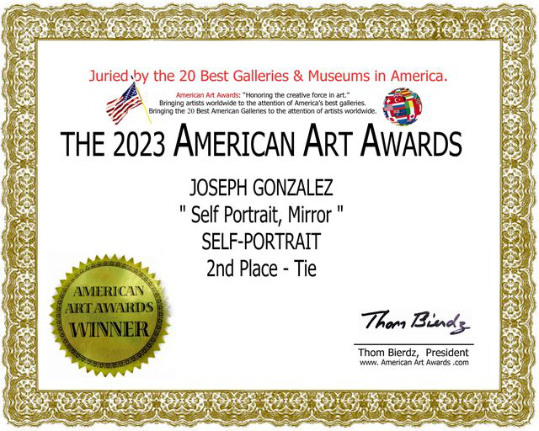 Juried by the 20 Best Galleries & Museums in America.
American Art Awards: "Honoring the creative force in art."
Bringing artists worldwide to the attention of America's best galleries.
Bringing the 20 Best American Galleries to the attention of artists worldwide.
THE 2023 AMERICAN ART AWARDS
JOSEPH GONZALEZ
" Self Portrait, Mirror "
SELF-PORTRAIT
2nd Place - Tie
AMERICAN
ART AWARDS
WINNER
Thom Bierdz
Thom Bierdz, President
www. American Art Awards .com